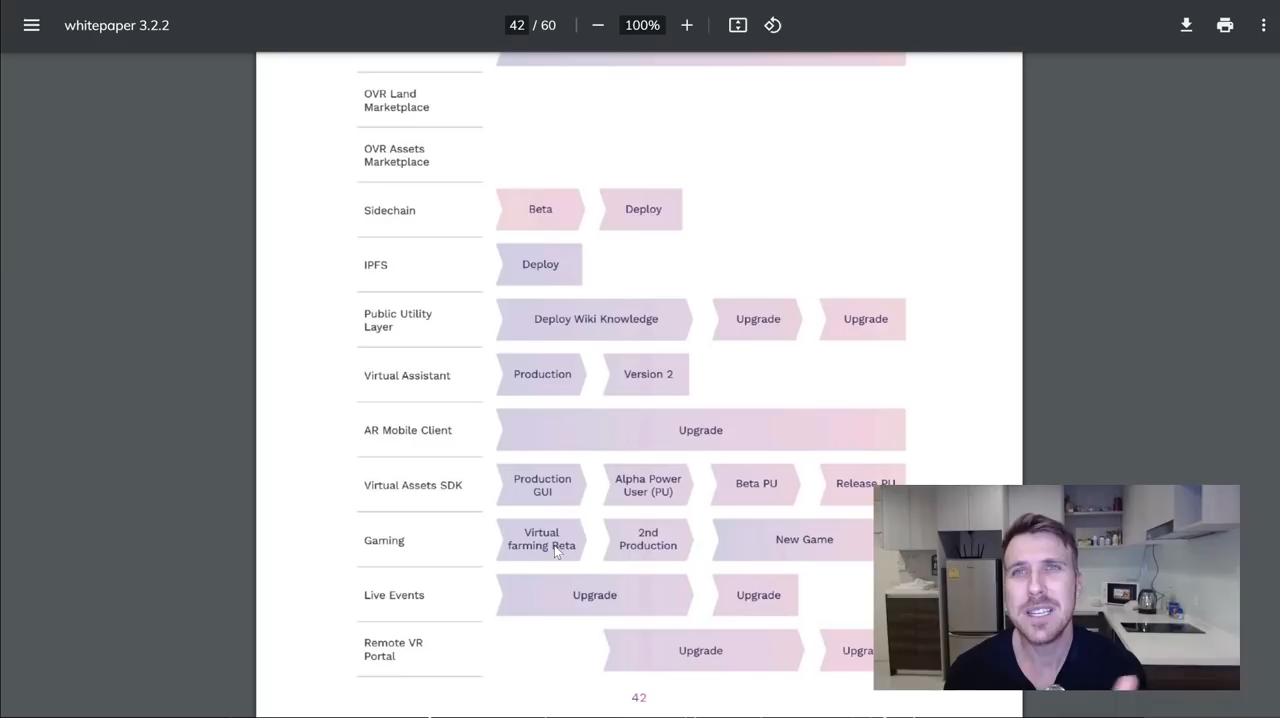 whitepaper 3.2.2
42 / 60
100%
OVR Land
Marketplace
OVR Assets
Marketplace
Sidechain
Beta
Deploy
IPFS
Deploy
Public Utility
Layer
Deploy Wiki Knowledge
Upgrade
Upgrade
Virtual Assistant
Production
Version 2
AR Mobile Client
Upgrade
Virtual Assets SDK
Production
GUI
Alpha Power
User (PU)
Beta PU
Release PU
Gaming
Virtual
farming Beta
2nd
Production
New Game
Live Events
Upgrade
Upgrade
Remote VR
Portal
Upgrade
Upgra
42